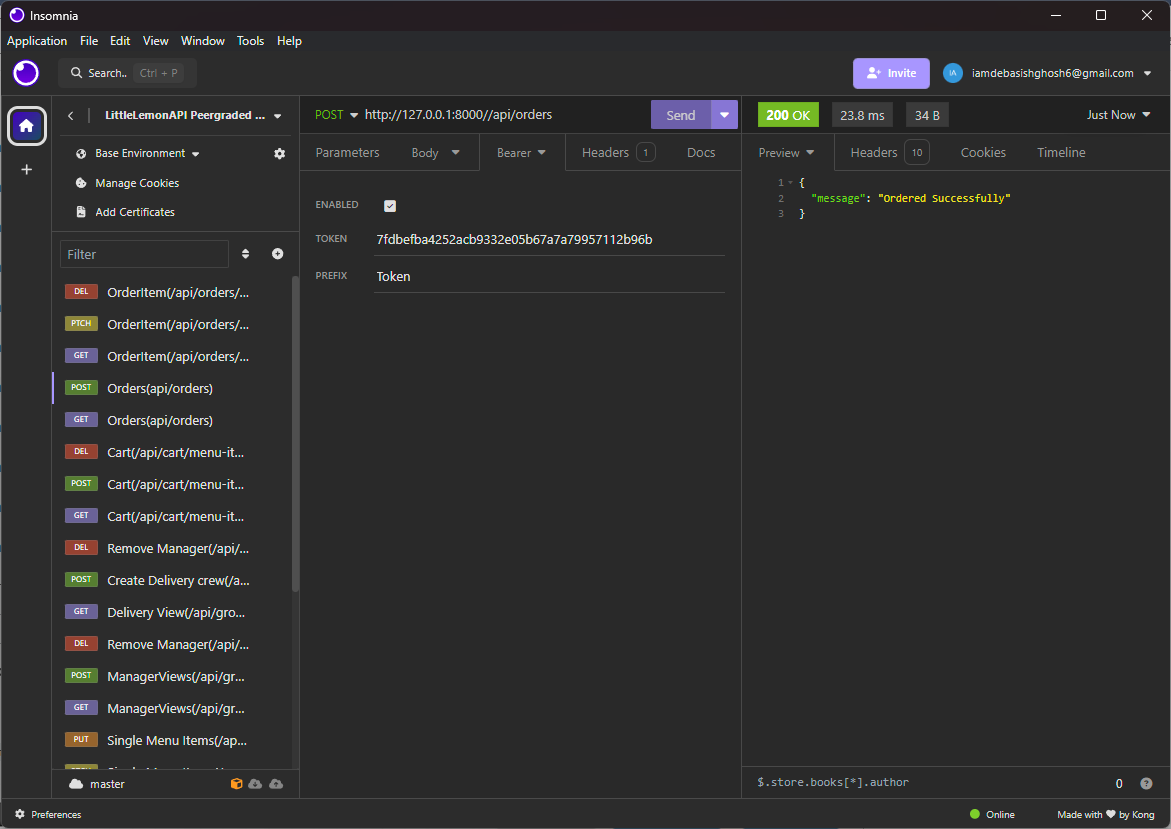 Insomnia
Application File Edit View Window Tools Help
Search.. Ctrl + P
Invite
IA
iamdebasishghosh6@gmail.com
LittleLemonAPI Peergraded ...
Base Environment
Manage Cookies
Add Certificates
Filter
DEL OrderItem(/api/orders/...
PTCH OrderItem(/api/orders/...
GET OrderItem(/api/orders/...
POST Orders(api/orders)
GET Orders(api/orders)
DEL Cart(/api/cart/menu-it...
POST Cart(/api/cart/menu-it...
GET Cart(/api/cart/menu-it...
DEL Remove Manager(/api/...
POST Create Delivery crew(/a...
GET Delivery View(/api/gro...
DEL Remove Manager(/api/...
POST ManagerViews(/api/gr...
GET ManagerViews(/api/gr...
PUT Single Menu Items(/ap...
master
POST http://127.0.0.1:8000//api/orders Send
Parameters Body Bearer Headers 1 Docs
ENABLED
TOKEN 7fdbefba4252acb9332e05b67a7a79957112b96b
PREFIX Token
200 OK 23.8 ms 34 B Just Now
Preview Headers 10 Cookies Timeline
1 {
2 "message": "Ordered Successfully"
3 }
$.store.books[*].author 0 ?
Preferences
Online
Made with ♥ by Kong